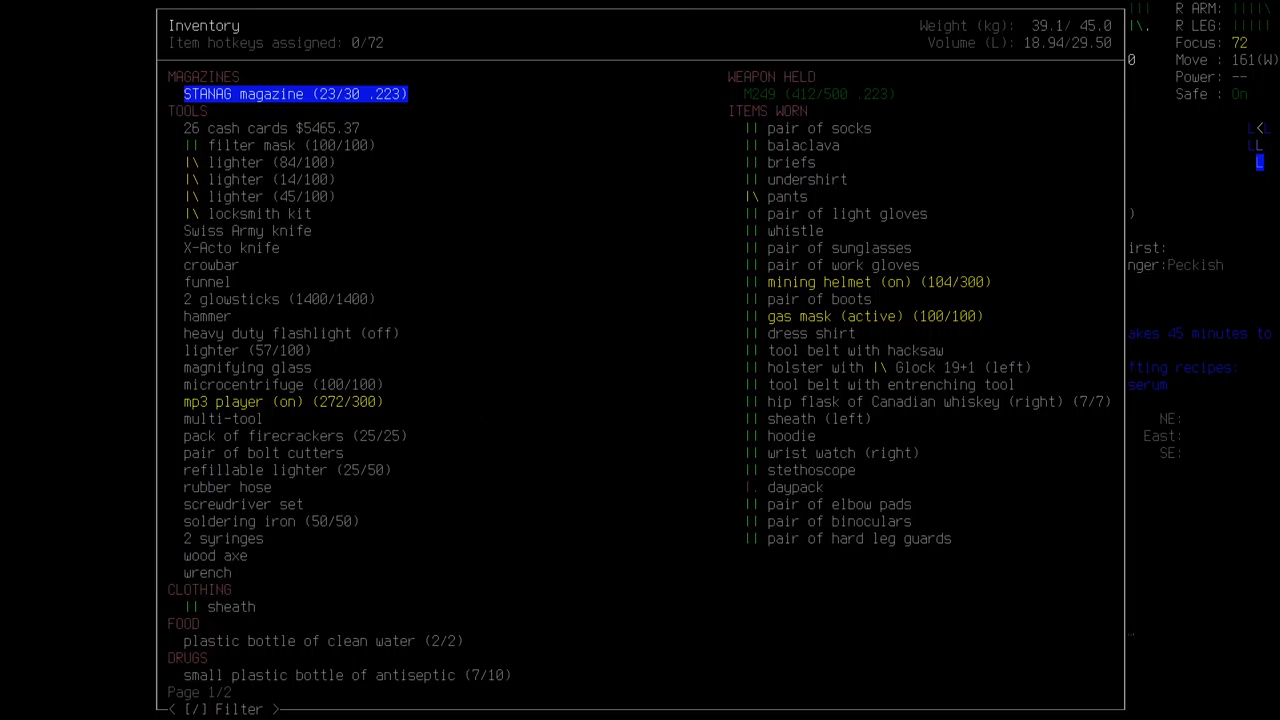 Inventory
Item hotkeys assigned: 0/72
Weight (kg): 39.1/ 45.0
Volume (L): 18.94/29.50
MAGAZINES
STANAG magazine (23/30 .223)
TOOLS
26 cash cards $5465.37
|| filter mask (100/100)
|\ lighter (84/100)
|\ lighter (14/100)
|\ lighter (45/100)
|\ locksmith kit
Swiss Army knife
X-Acto knife
crowbar
funnel
2 glowsticks (1400/1400)
hammer
heavy duty flashlight (off)
lighter (57/100)
magnifying glass
microcentrifuge (100/100)
mp3 player (on) (272/300)
multi-tool
pack of firecrackers (25/25)
pair of bolt cutters
refillable lighter (25/50)
rubber hose
screwdriver set
soldering iron (50/50)
2 syringes
wood axe
wrench
CLOTHING
|| sheath
FOOD
plastic bottle of clean water (2/2)
DRUGS
small plastic bottle of antiseptic (7/10)
Page 1/2
< [/] Filter >
WEAPON HELD
M249 (412/500 .223)
ITEMS WORN
|| pair of socks
|| balaclava
|| briefs
|| undershirt
|\ pants
|| pair of light gloves
|| whistle
|| pair of sunglasses
|| pair of work gloves
|| mining helmet (on) (104/300)
|| pair of boots
|| gas mask (active) (100/100)
|| dress shirt
|| tool belt with hacksaw
|| holster with |\ Glock 19+1 (left)
|| tool belt with entrenching tool
|| hip flask of Canadian whiskey (right) (7/7)
|| sheath (left)
|| hoodie
|| wrist watch (right)
|| stethoscope
|. daypack
|| pair of elbow pads
|| pair of binoculars
|| pair of hard leg guards
||| R ARM: ||||\
|\. R LEG: |||||
Focus: 72
0 Move : 161(W)
Power: --
Safe : On
L<L
LL
L
)
irst:
nger:Peckish
akes 45 minutes to
fting recipes:
serum
NE:
East:
SE:
…